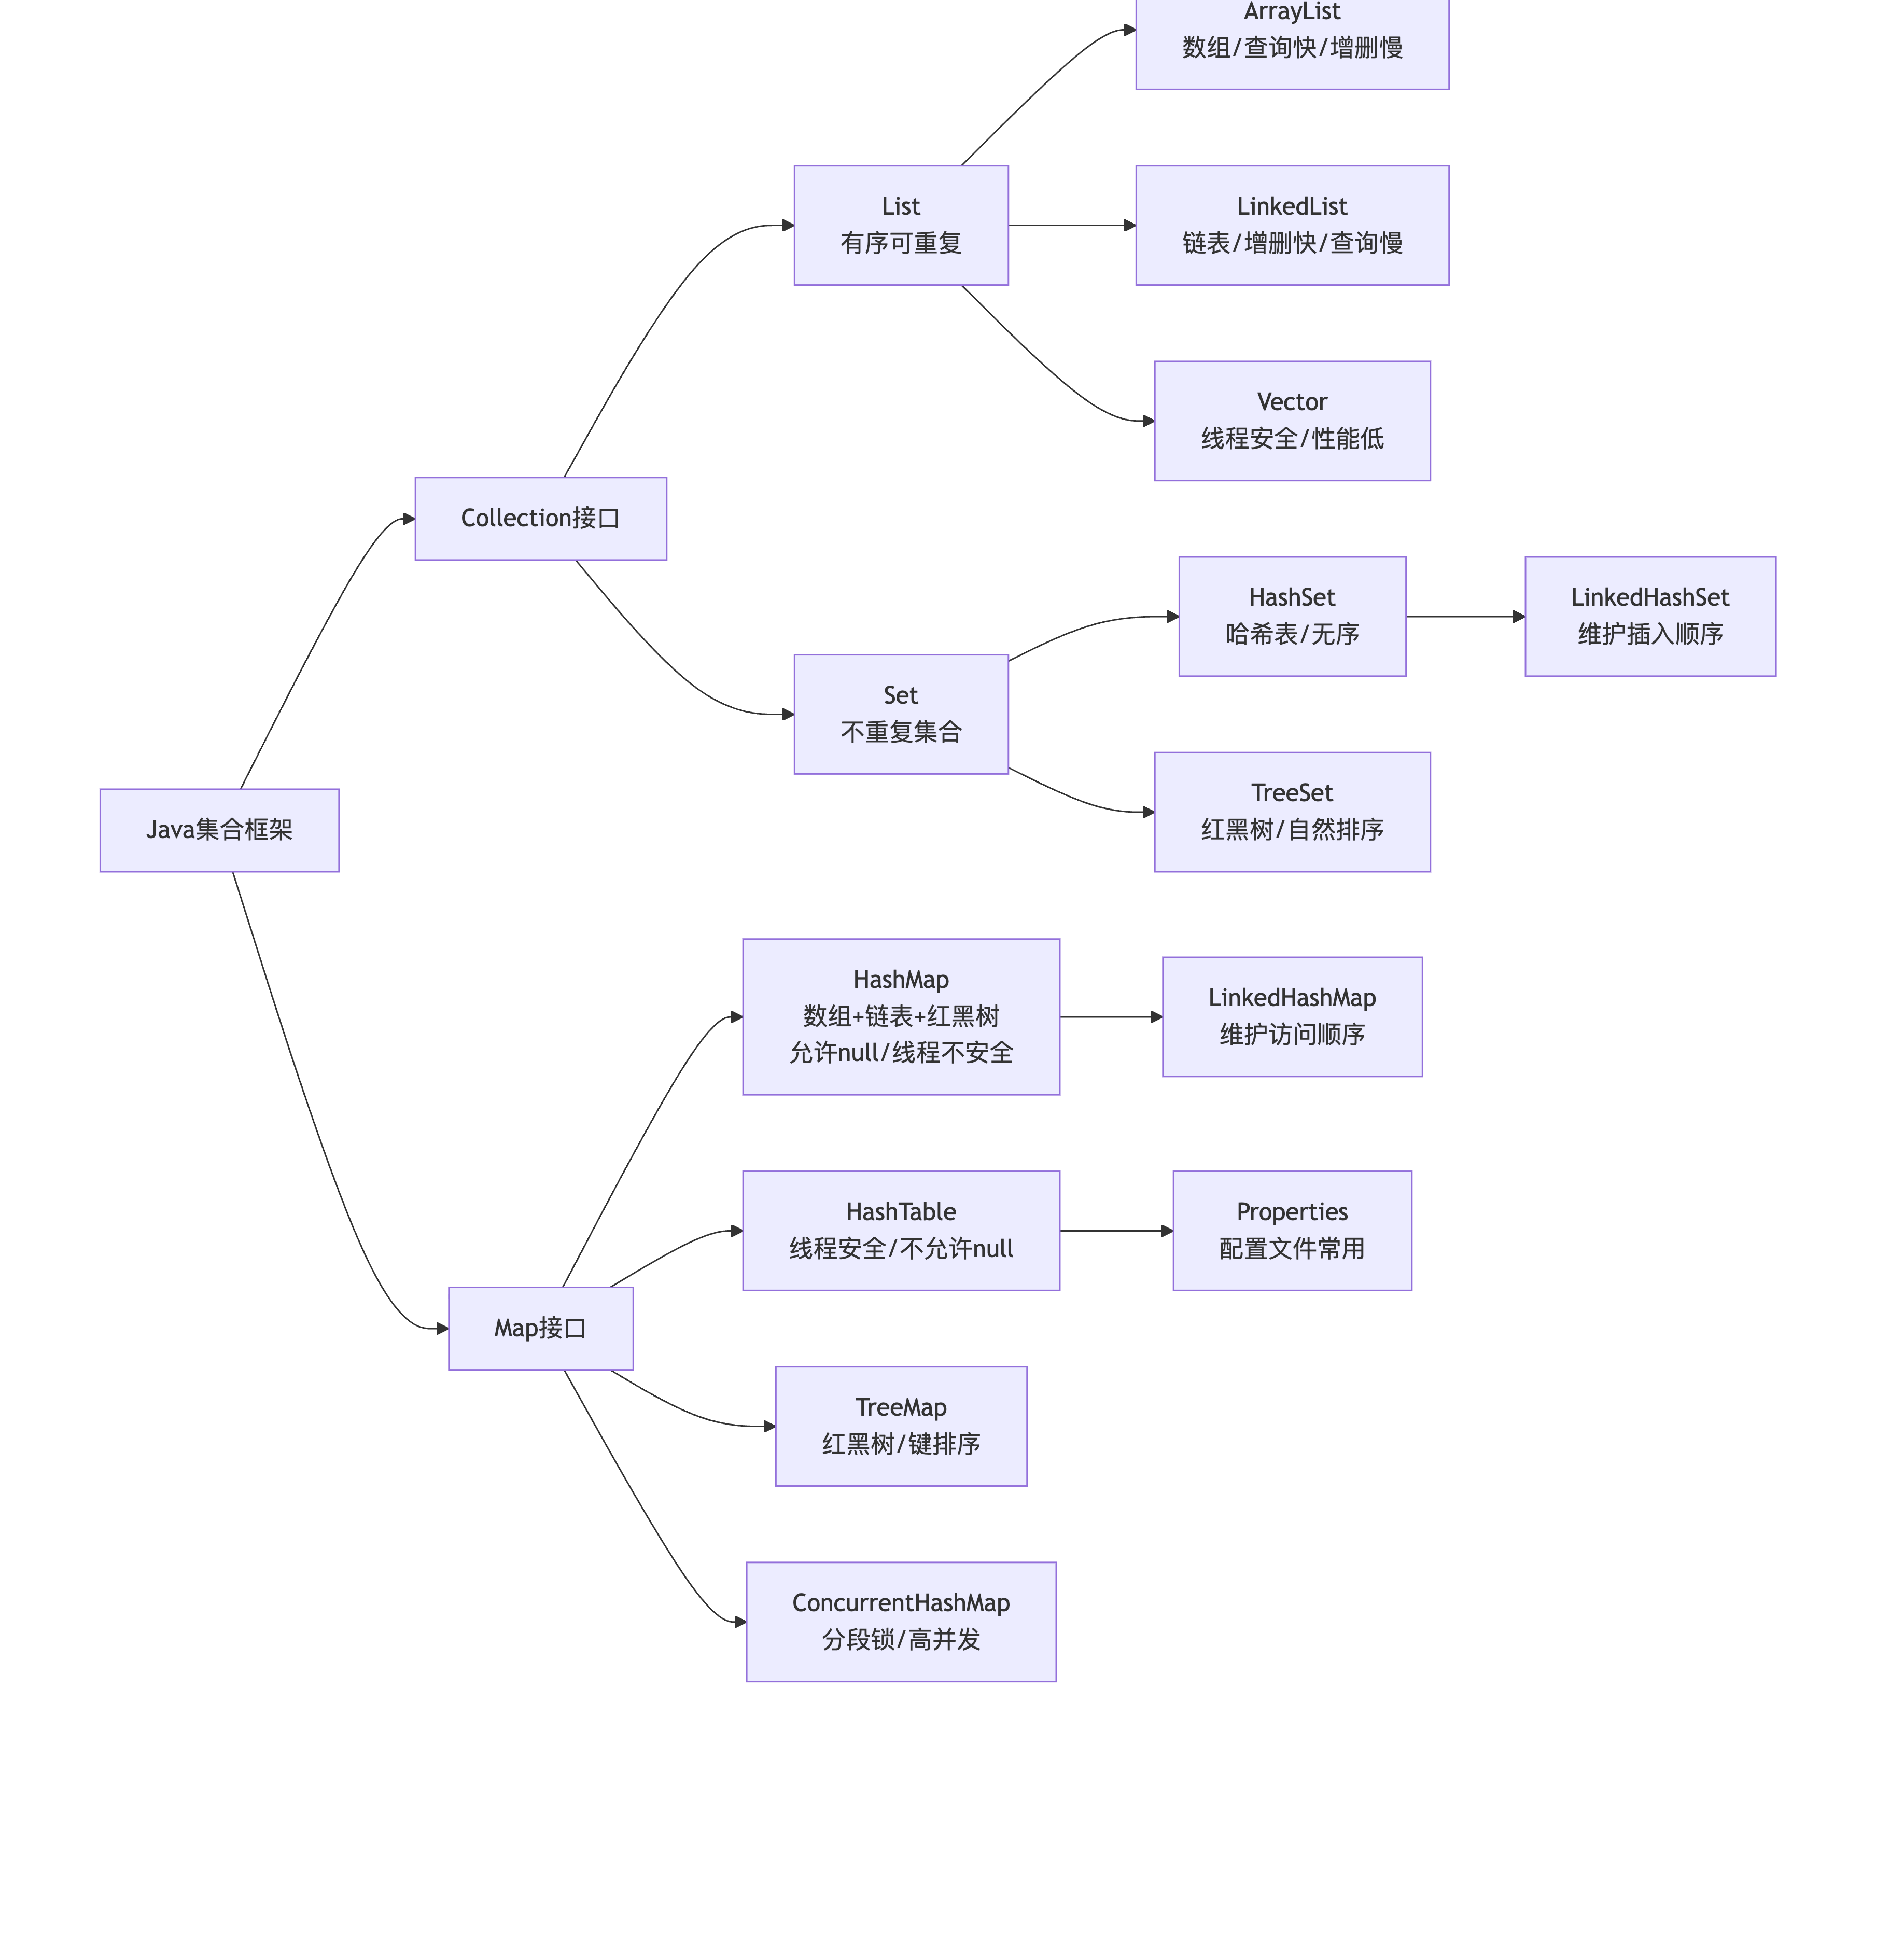 ArrayList
数组/查询快/增删慢
List
有序可重复
LinkedList
链表/增删快/查询慢
Vector
线程安全/性能低
Collection接口
HashSet
哈希表/无序
LinkedHashSet
维护插入顺序
Set
不重复集合
TreeSet
红黑树/自然排序
Java集合框架
HashMap
数组+链表+红黑树
允许null/线程不安全
LinkedHashMap
维护访问顺序
HashTable
线程安全/不允许null
Properties
配置文件常用
Map接口
TreeMap
红黑树/键排序
ConcurrentHashMap
分段锁/高并发